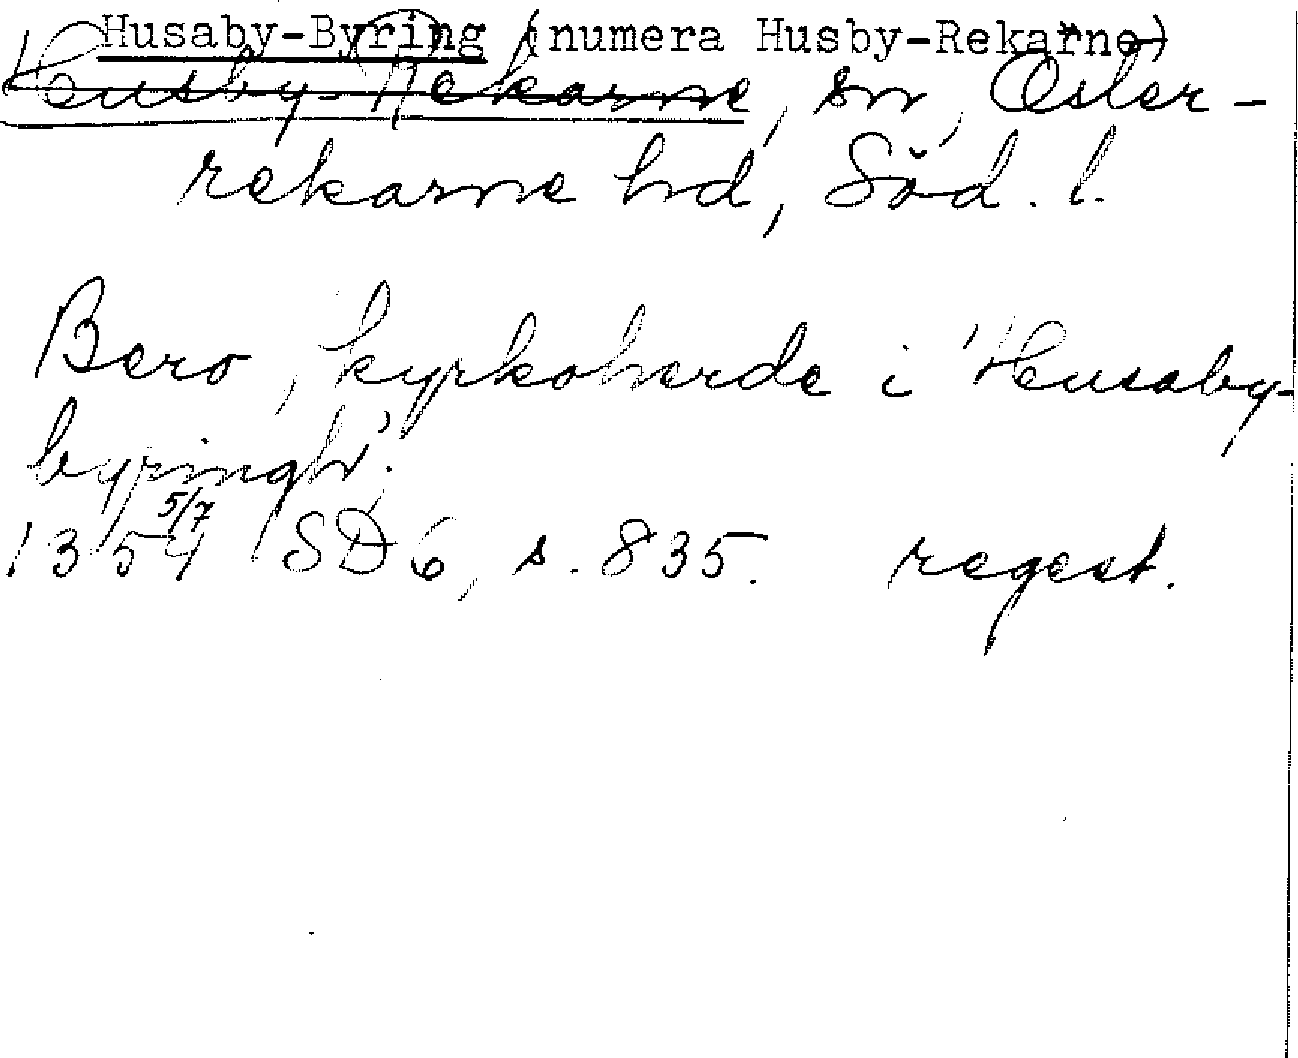 Husaby-Byring (numera Husby-Rekarne)
Husby-Rekarne, sn, Öster-
rekarne hd, Söd. l.
Bero, kyrkoherde i 'Husaby-
byringh'.
1354 5/7 SD 6, s. 835. regest.